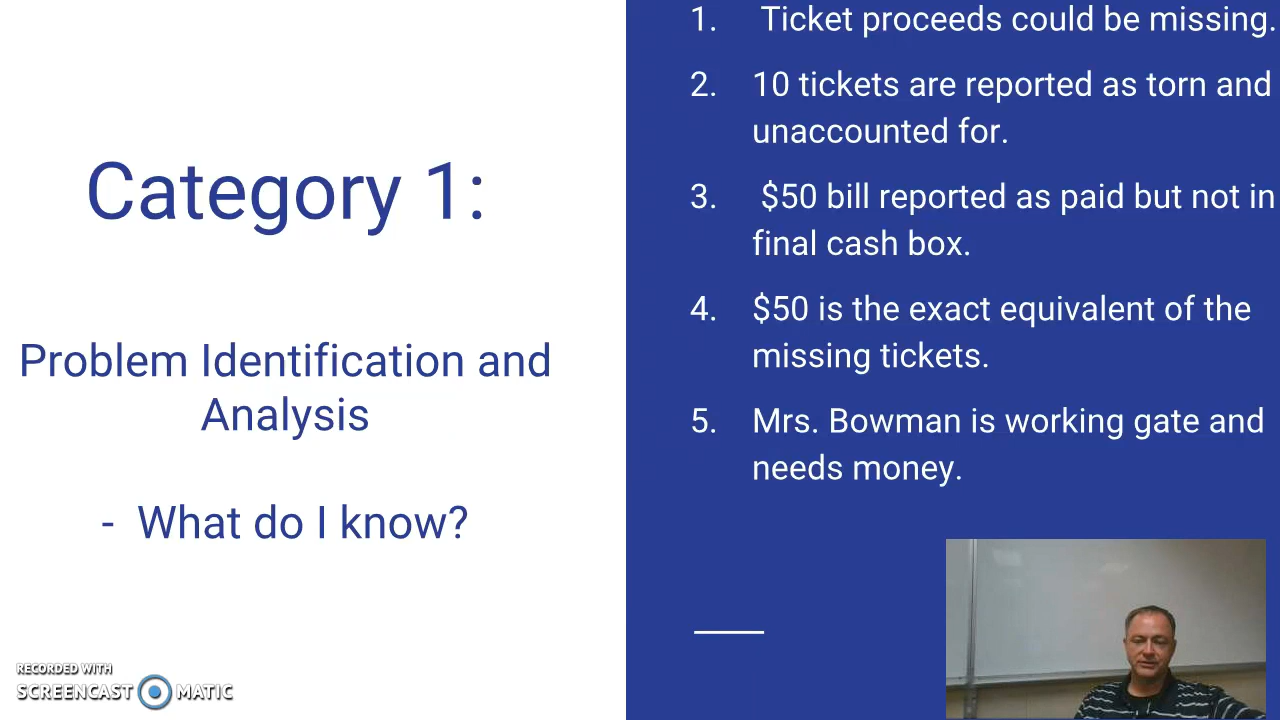 Category 1:
Problem Identification and
Analysis
- What do I know?
1. Ticket proceeds could be missing.
2. 10 tickets are reported as torn and
unaccounted for.
3. $50 bill reported as paid but not in
final cash box.
4. $50 is the exact equivalent of the
missing tickets.
5. Mrs. Bowman is working gate and
needs money.
RECORDED WITH
SCREENCAST MATIC